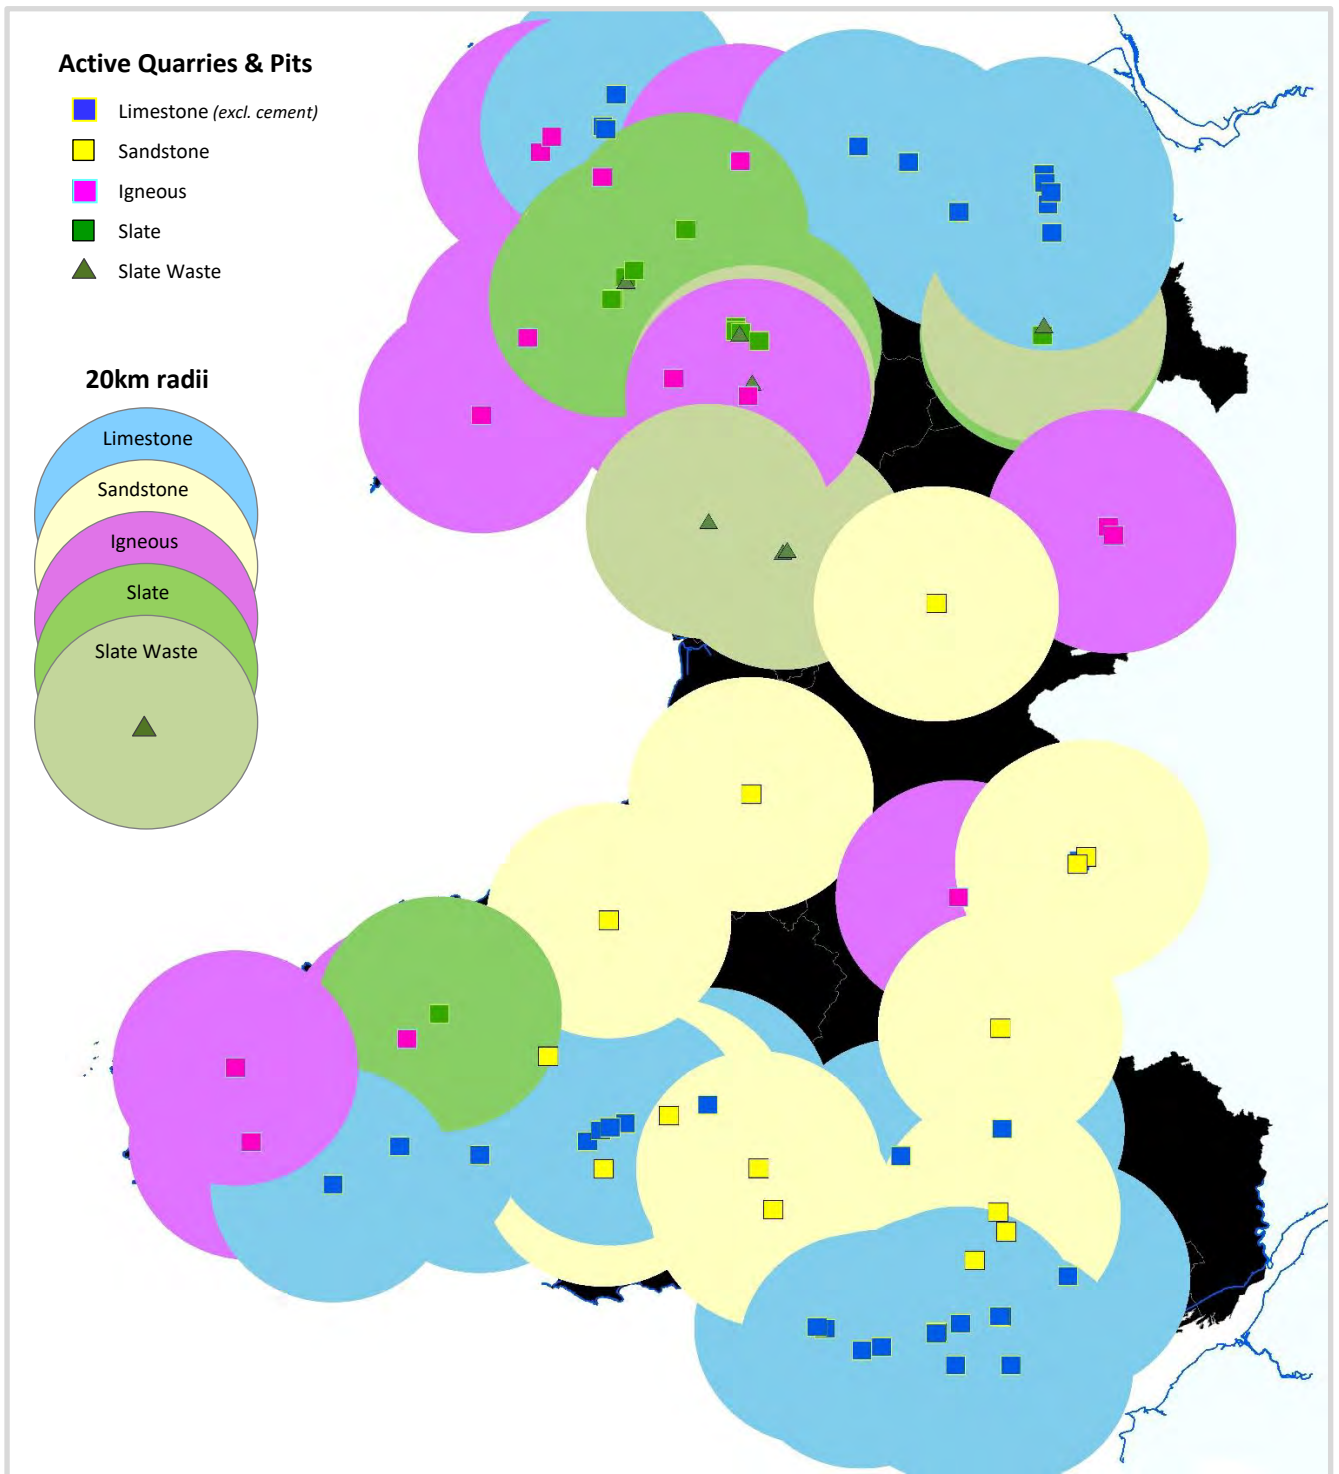 Active Quarries & Pits
Limestone (excl. cement)
Sandstone
Igneous
Slate
Slate Waste
20km radii
Limestone
Sandstone
Igneous
Slate
Slate Waste